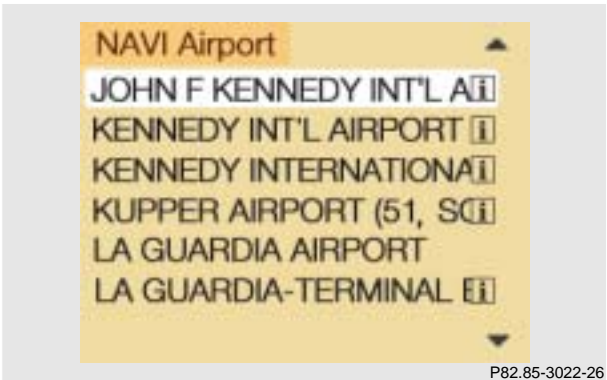 NAVI Airport
JOHN F KENNEDY INT'L A
KENNEDY INT'L AIRPORT i
KENNEDY INTERNATIONA
KUPPER AIRPORT (51, SC
LA GUARDIA AIRPORT
LA GUARDIA-TERMINAL
P82.85-3022-26